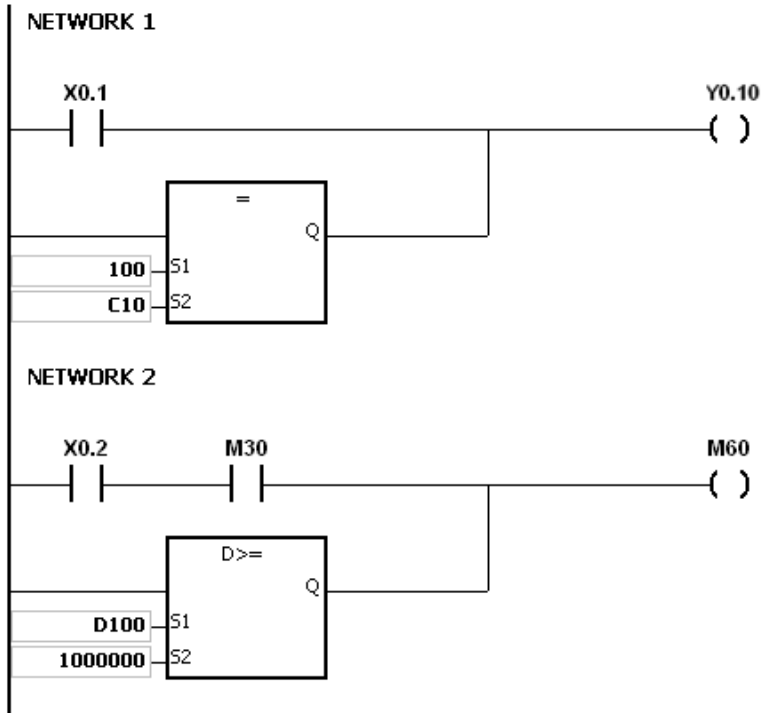 NETWORK 1
X0.1 Y0.10
=
Q
100 S1
C10 S2
NETWORK 2
X0.2 M30 M60
D>=
Q
D100 S1
1000000 S2